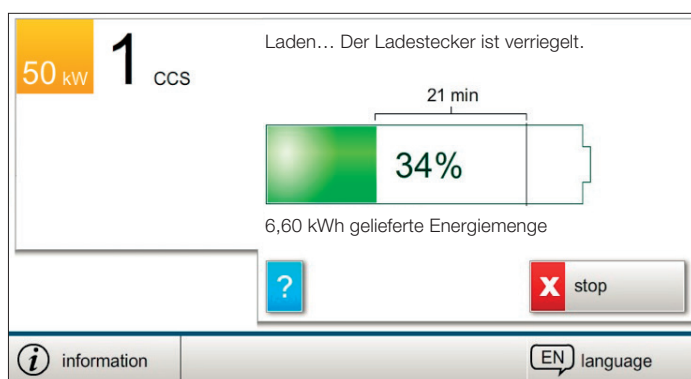 50 kW 1 CCS
Laden… Der Ladestecker ist verriegelt.
21 min
34%
6,60 kWh gelieferte Energiemenge
?
X stop
i information
EN language